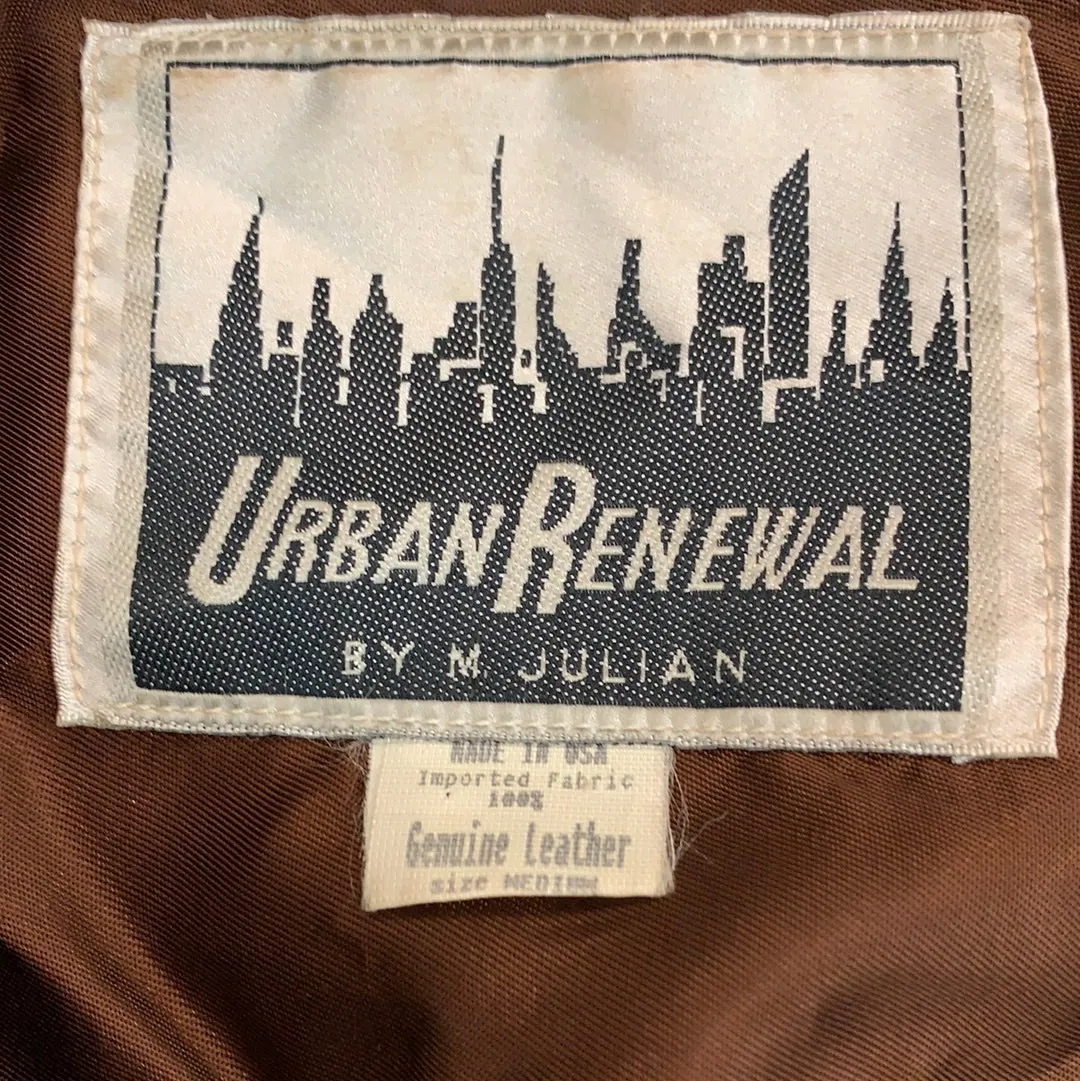 URBAN RENEWAL
BY M JULIAN
MADE IN USA
Imported Fabric
100%
Genuine Leather
size MEDIUM